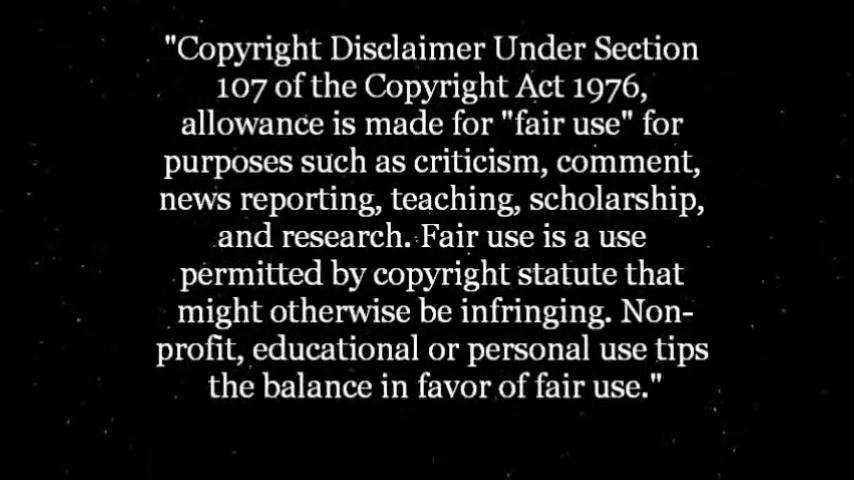 "Copyright Disclaimer Under Section
107 of the Copyright Act 1976,
allowance is made for "fair use" for
purposes such as criticism, comment,
news reporting, teaching, scholarship,
and research. Fair use is a use
permitted by copyright statute that
might otherwise be infringing. Non-
profit, educational or personal use tips
the balance in favor of fair use."